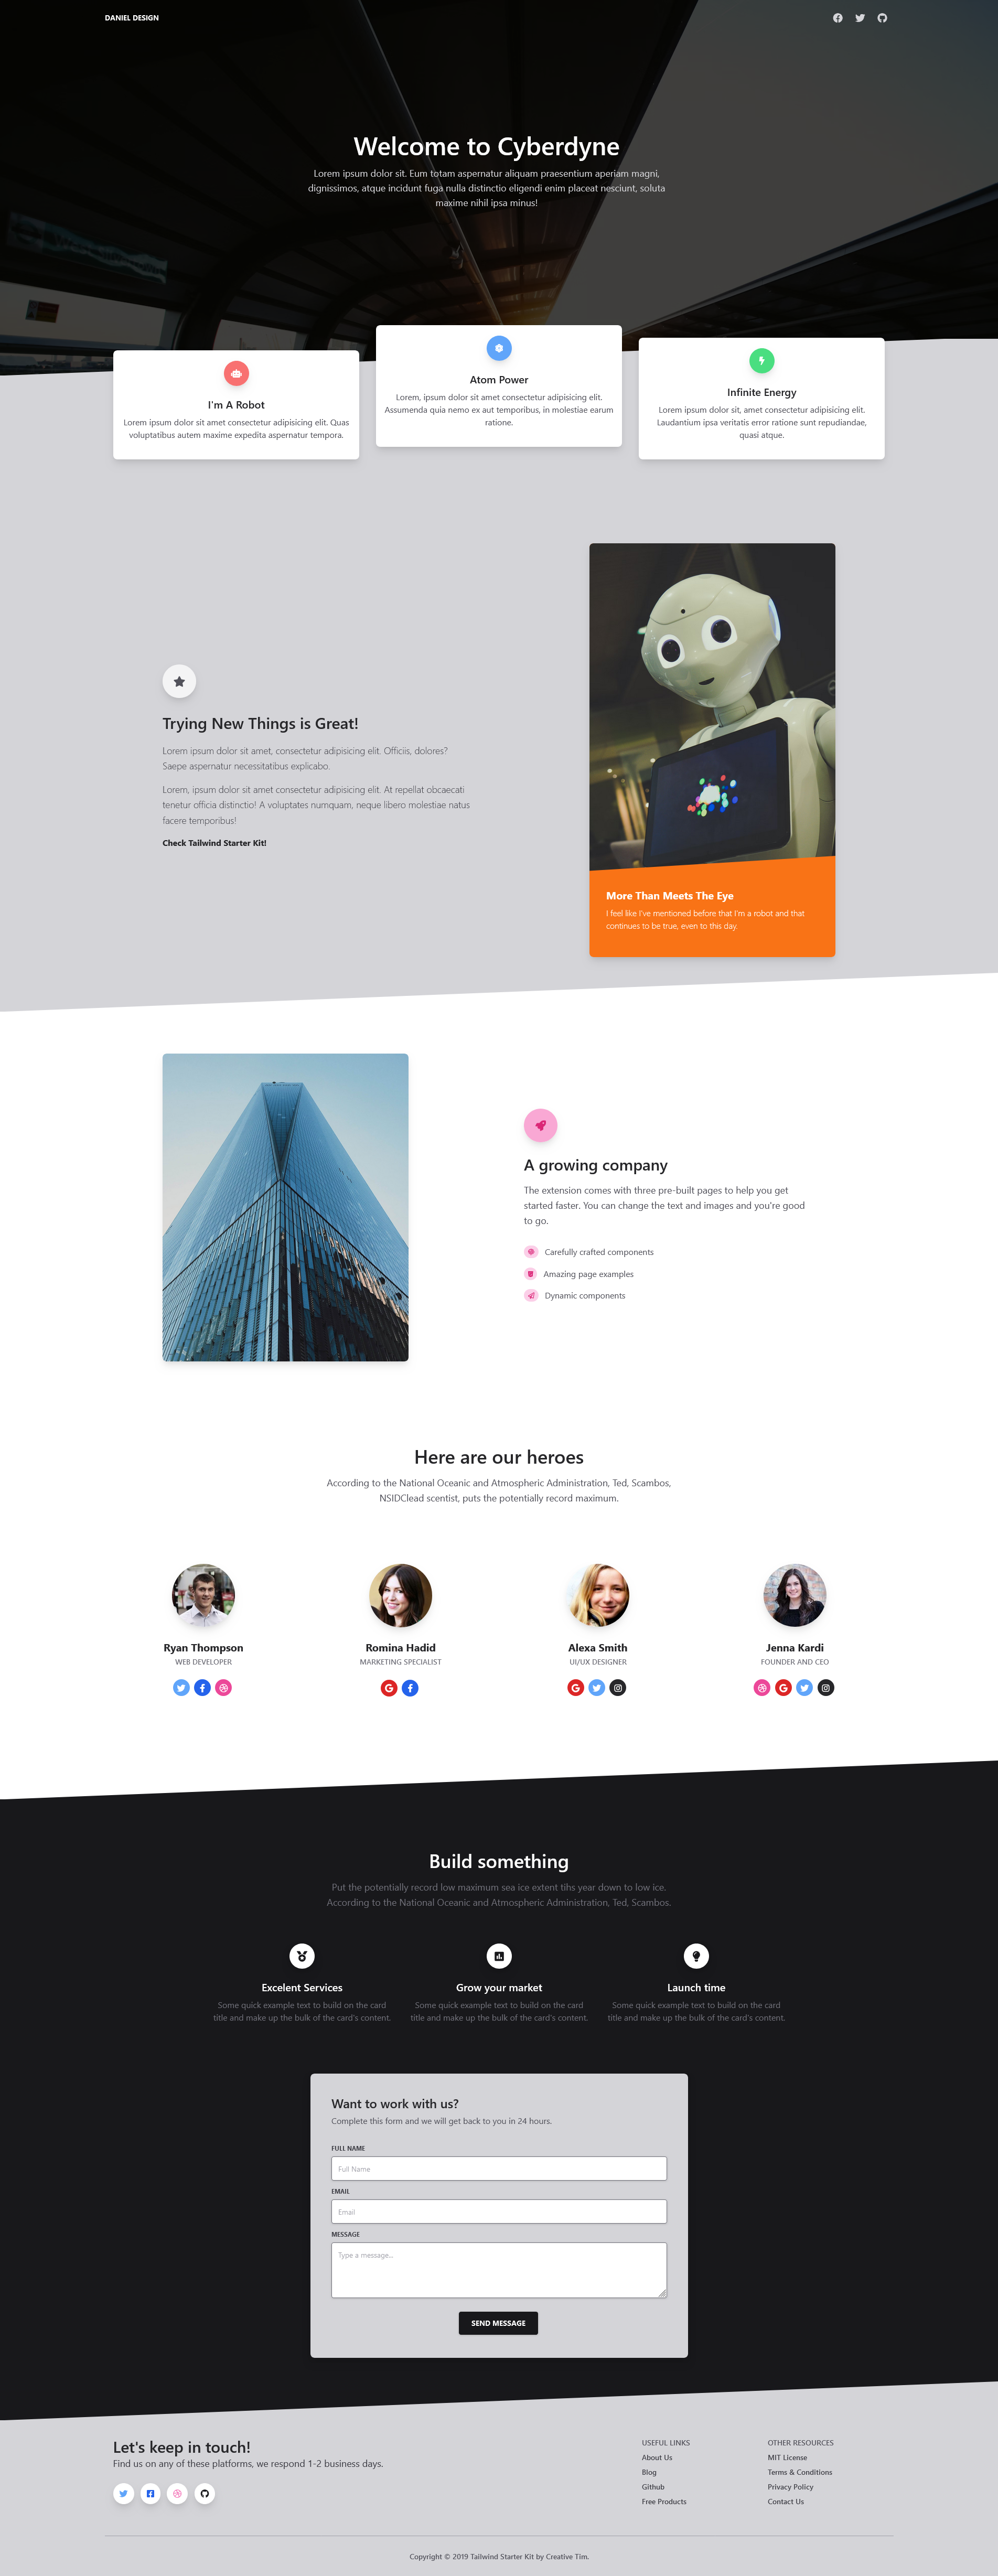 DANIEL DESIGN
Welcome to Cyberdyne
Lorem ipsum dolor sit. Eum totam aspernatur aliquam praesentium aperiam magni,
dignissimos, atque incidunt fuga nulla distinctio eligendi enim placeat nesciunt, soluta
maxime nihil ipsa minus!
I'm A Robot
Lorem ipsum dolor sit amet consectetur adipisicing elit. Quas
voluptatibus autem maxime expedita aspernatur tempora.
Atom Power
Lorem, ipsum dolor sit amet consectetur adipisicing elit.
Assumenda quia nemo ex aut temporibus, in molestiae earum
ratione.
Infinite Energy
Lorem ipsum dolor sit, amet consectetur adipisicing elit.
Laudantium ipsa veritatis error ratione sunt repudiandae,
quasi atque.
Trying New Things is Great!
Lorem ipsum dolor sit amet, consectetur adipisicing elit. Officiis, dolores?
Saepe aspernatur necessitatibus explicabo.
Lorem, ipsum dolor sit amet consectetur adipisicing elit. At repellat obcaecati
tenetur officia distinctio! A voluptates numquam, neque libero molestiae natus
facere temporibus!
Check Tailwind Starter Kit!
More Than Meets The Eye
I feel like I've mentioned before that I'm a robot and that
continues to be true, even to this day.
A growing company
The extension comes with three pre-built pages to help you get
started faster. You can change the text and images and you're good
to go.
Carefully crafted components
Amazing page examples
Dynamic components
Here are our heroes
According to the National Oceanic and Atmospheric Administration, Ted, Scambos,
NSIDClead scentist, puts the potentially record maximum.
Ryan Thompson
WEB DEVELOPER
Romina Hadid
MARKETING SPECIALIST
Alexa Smith
UI/UX DESIGNER
Jenna Kardi
FOUNDER AND CEO
Build something
Put the potentially record low maximum sea ice extent tihs year down to low ice.
According to the National Oceanic and Atmospheric Administration, Ted, Scambos.
Excelent Services
Some quick example text to build on the card
title and make up the bulk of the card's content.
Grow your market
Some quick example text to build on the card
title and make up the bulk of the card's content.
Launch time
Some quick example text to build on the card
title and make up the bulk of the card's content.
Want to work with us?
Complete this form and we will get back to you in 24 hours.
FULL NAME
Full Name
EMAIL
Email
MESSAGE
Type a message...
SEND MESSAGE
Let's keep in touch!
Find us on any of these platforms, we respond 1-2 business days.
USEFUL LINKS
About Us
Blog
Github
Free Products
OTHER RESOURCES
MIT License
Terms & Conditions
Privacy Policy
Contact Us
Copyright © 2019 Tailwind Starter Kit by Creative Tim.